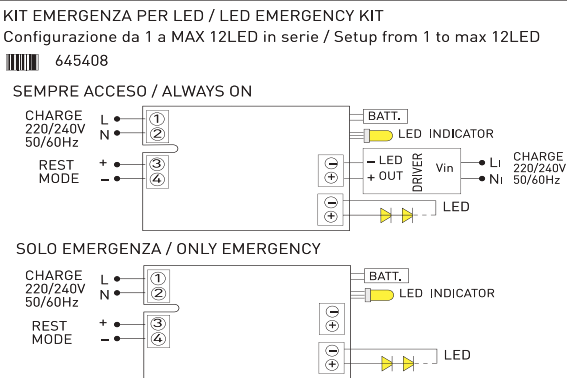 KIT EMERGENZA PER LED / LED EMERGENCY KIT
Configurazione da 1 a MAX 12LED in serie / Setup from 1 to max 12LED
645408
SEMPRE ACCESO / ALWAYS ON
CHARGE
220/240V
50/60Hz
L
N
1
2
REST
MODE
+
-
3
4
BATT.
LED INDICATOR
- LED
+ OUT
DRIVER
Vin
LI
NI
CHARGE
220/240V
50/60Hz
- 
+
-
+
LED
SOLO EMERGENZA / ONLY EMERGENCY
CHARGE
220/240V
50/60Hz
L
N
1
2
REST
MODE
+
-
3
4
BATT.
LED INDICATOR
-
+
-
+
LED